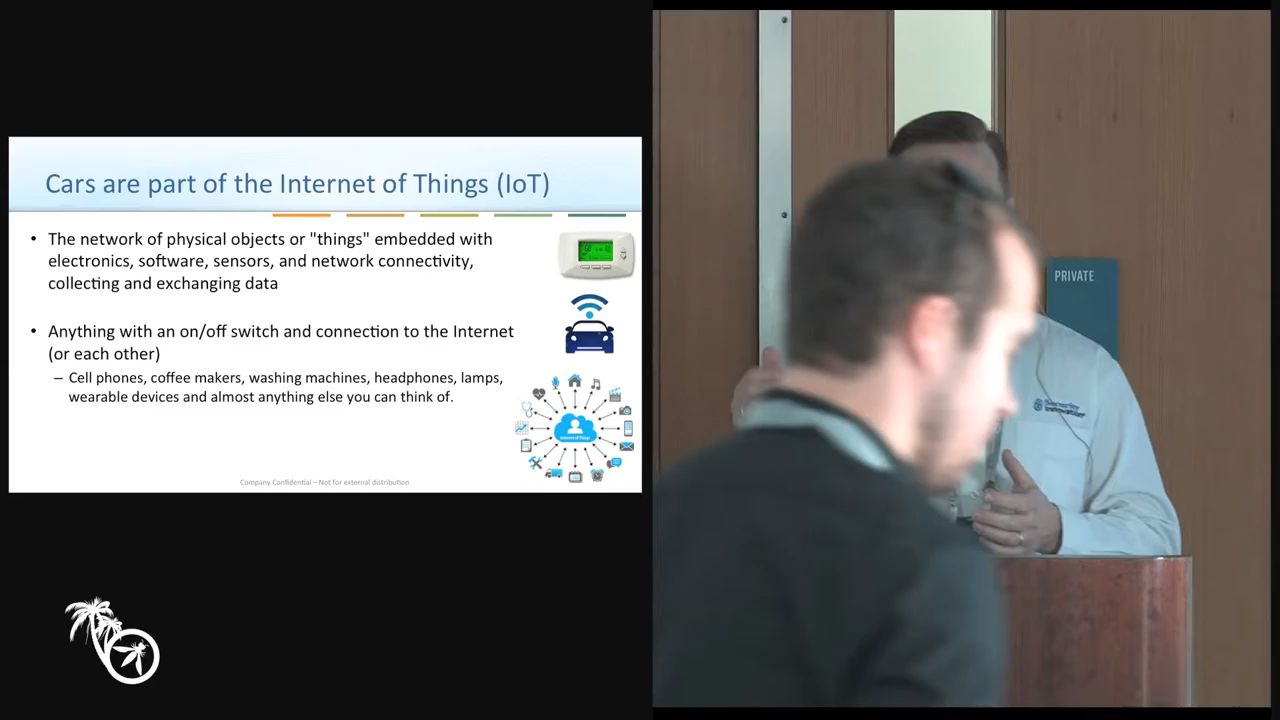 Cars are part of the Internet of Things (IoT)
• The network of physical objects or "things" embedded with
electronics, software, sensors, and network connectivity,
collecting and exchanging data
• Anything with an on/off switch and connection to the Internet
(or each other)
– Cell phones, coffee makers, washing machines, headphones, lamps,
wearable devices and almost anything else you can think of.
Company Confidential – Not for external distribution
PRIVATE
Security
Innovation